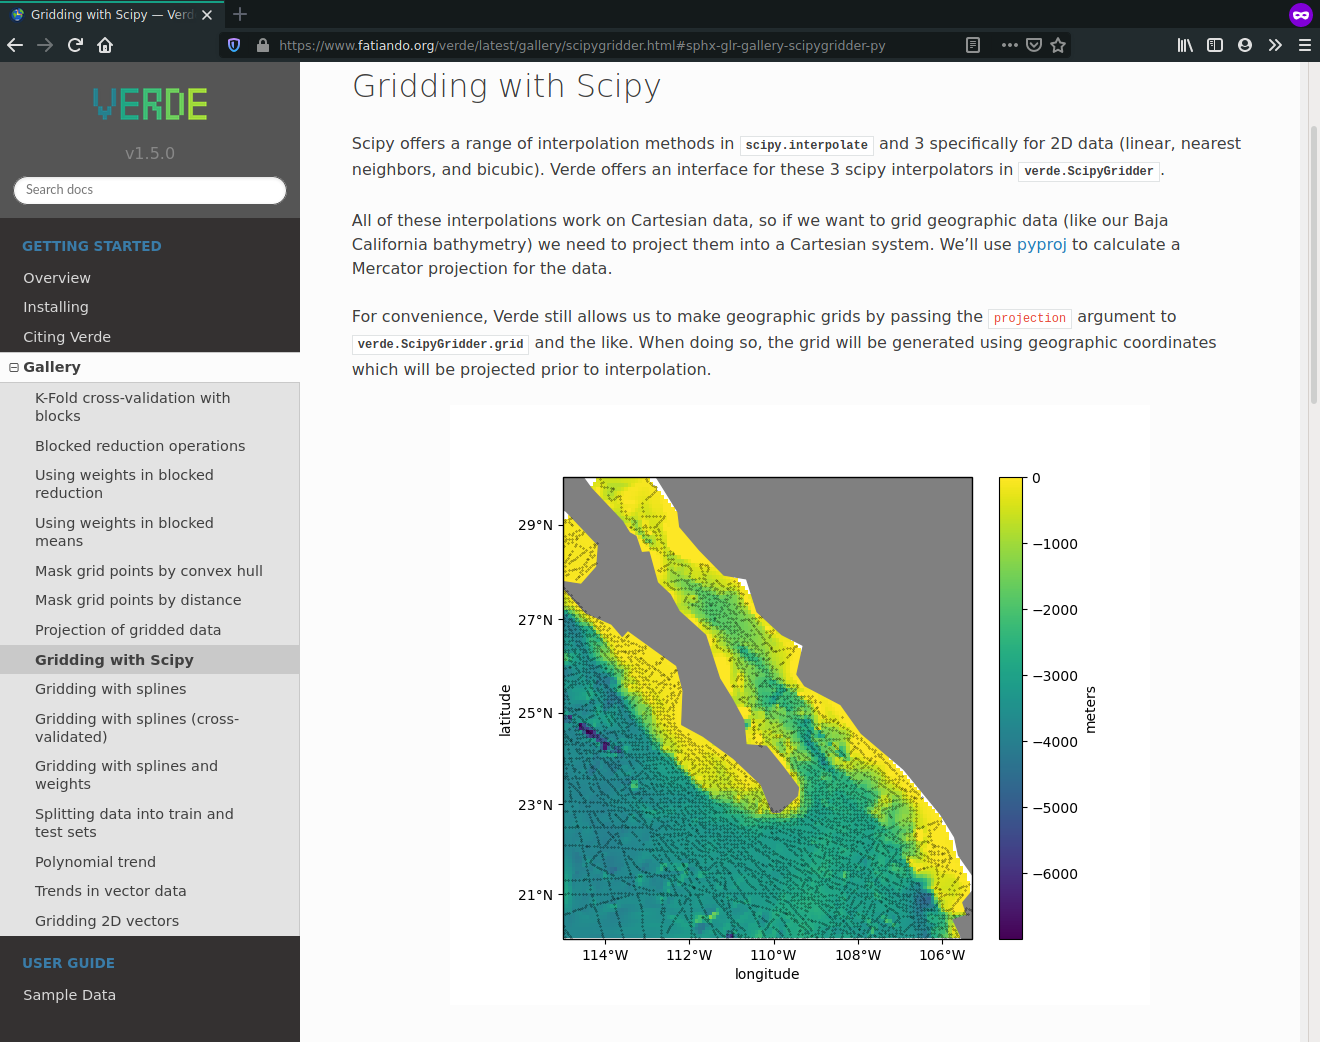 Gridding with Scipy — Verd
https://www.fatiando.org/verde/latest/gallery/scipygridder.html#sphx-glr-gallery-scipygridder-py
VERDE
v1.5.0
Search docs
GETTING STARTED
Overview
Installing
Citing Verde
Gallery
K-Fold cross-validation with
blocks
Blocked reduction operations
Using weights in blocked
reduction
Using weights in blocked
means
Mask grid points by convex hull
Mask grid points by distance
Projection of gridded data
Gridding with Scipy
Gridding with splines
Gridding with splines (cross-
validated)
Gridding with splines and
weights
Splitting data into train and
test sets
Polynomial trend
Trends in vector data
Gridding 2D vectors
USER GUIDE
Sample Data
Gridding with Scipy
Scipy offers a range of interpolation methods in scipy.interpolate and 3 specifically for 2D data (linear, nearest
neighbors, and bicubic). Verde offers an interface for these 3 scipy interpolators in verde.ScipyGridder.
All of these interpolations work on Cartesian data, so if we want to grid geographic data (like our Baja
California bathymetry) we need to project them into a Cartesian system. We’ll use pyproj to calculate a
Mercator projection for the data.
For convenience, Verde still allows us to make geographic grids by passing the projection argument to
verde.ScipyGridder.grid and the like. When doing so, the grid will be generated using geographic coordinates
which will be projected prior to interpolation.
29°N
27°N
25°N
23°N
21°N
latitude
114°W 112°W 110°W 108°W 106°W
longitude
0
−1000
−2000
−3000
−4000
−5000
−6000
meters